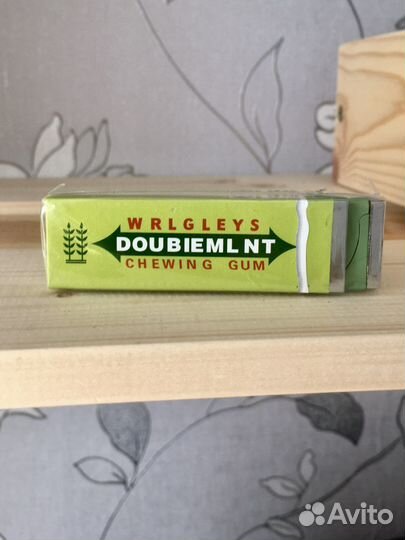 WRLGLEYS
DOUBIEMLNT
CHEWING GUM
Avito